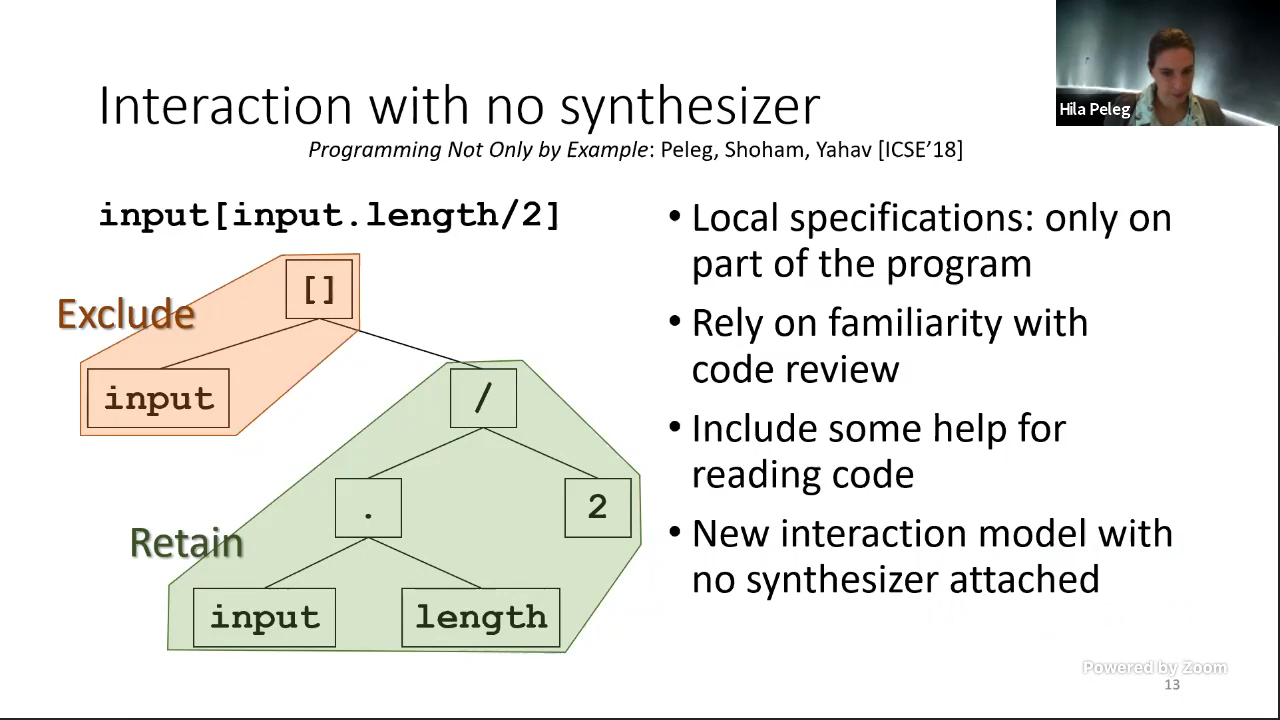 Interaction with no synthesizer
Hila Peleg
Programming Not Only by Example: Peleg, Shoham, Yahav [ICSE’18]
input[input.length/2]
Exclude
[]
input
/
.
2
Retain
input
length
• Local specifications: only on
part of the program
• Rely on familiarity with
code review
• Include some help for
reading code
• New interaction model with
no synthesizer attached
Powered by Zoom
13